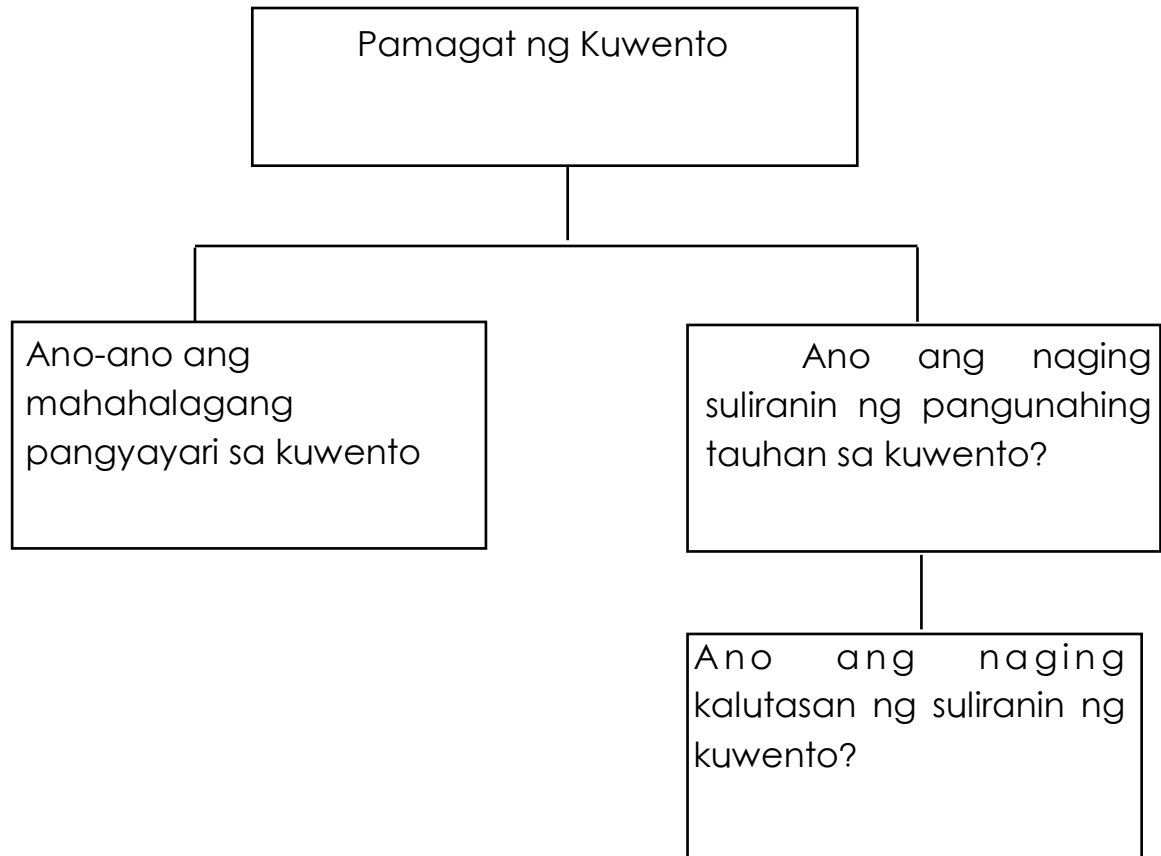 Pamagat ng Kuwento
Ano-ano ang
mahahalagang
pangyayari sa kuwento
Ano ang naging
suliranin ng pangunahing
tauhan sa kuwento?
Ano ang naging
kalutasan ng suliranin ng
kuwento?